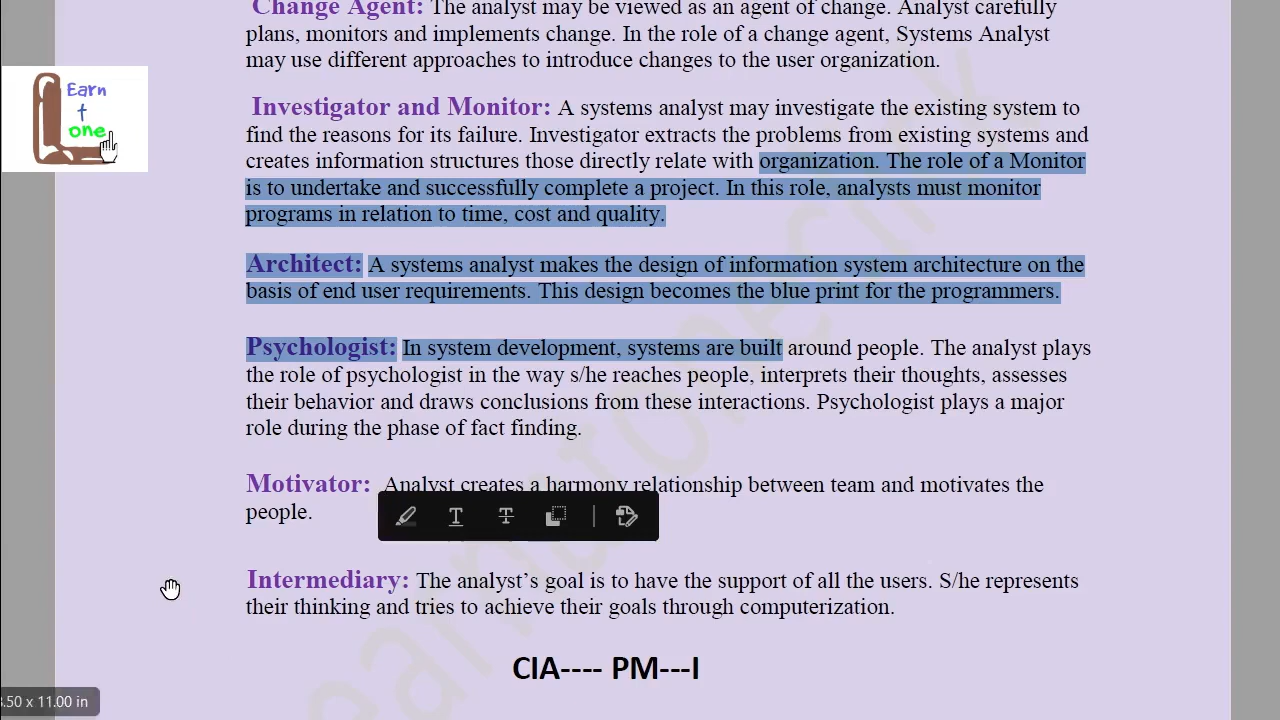 Change Agent: The analyst may be viewed as an agent of change. Analyst carefully
plans, monitors and implements change. In the role of a change agent, Systems Analyst
may use different approaches to introduce changes to the user organization.
Earn
t
one
Investigator and Monitor: A systems analyst may investigate the existing system to
find the reasons for its failure. Investigator extracts the problems from existing systems and
creates information structures those directly relate with organization. The role of a Monitor
is to undertake and successfully complete a project. In this role, analysts must monitor
programs in relation to time, cost and quality.
Architect: A systems analyst makes the design of information system architecture on the
basis of end user requirements. This design becomes the blue print for the programmers.
Psychologist: In system development, systems are built around people. The analyst plays
the role of psychologist in the way s/he reaches people, interprets their thoughts, assesses
their behavior and draws conclusions from these interactions. Psychologist plays a major
role during the phase of fact finding.
Motivator: Analyst creates a harmony relationship between team and motivates the
people.
Intermediary: The analyst’s goal is to have the support of all the users. S/he represents
their thinking and tries to achieve their goals through computerization.
CIA---- PM---I
8.50 x 11.00 in